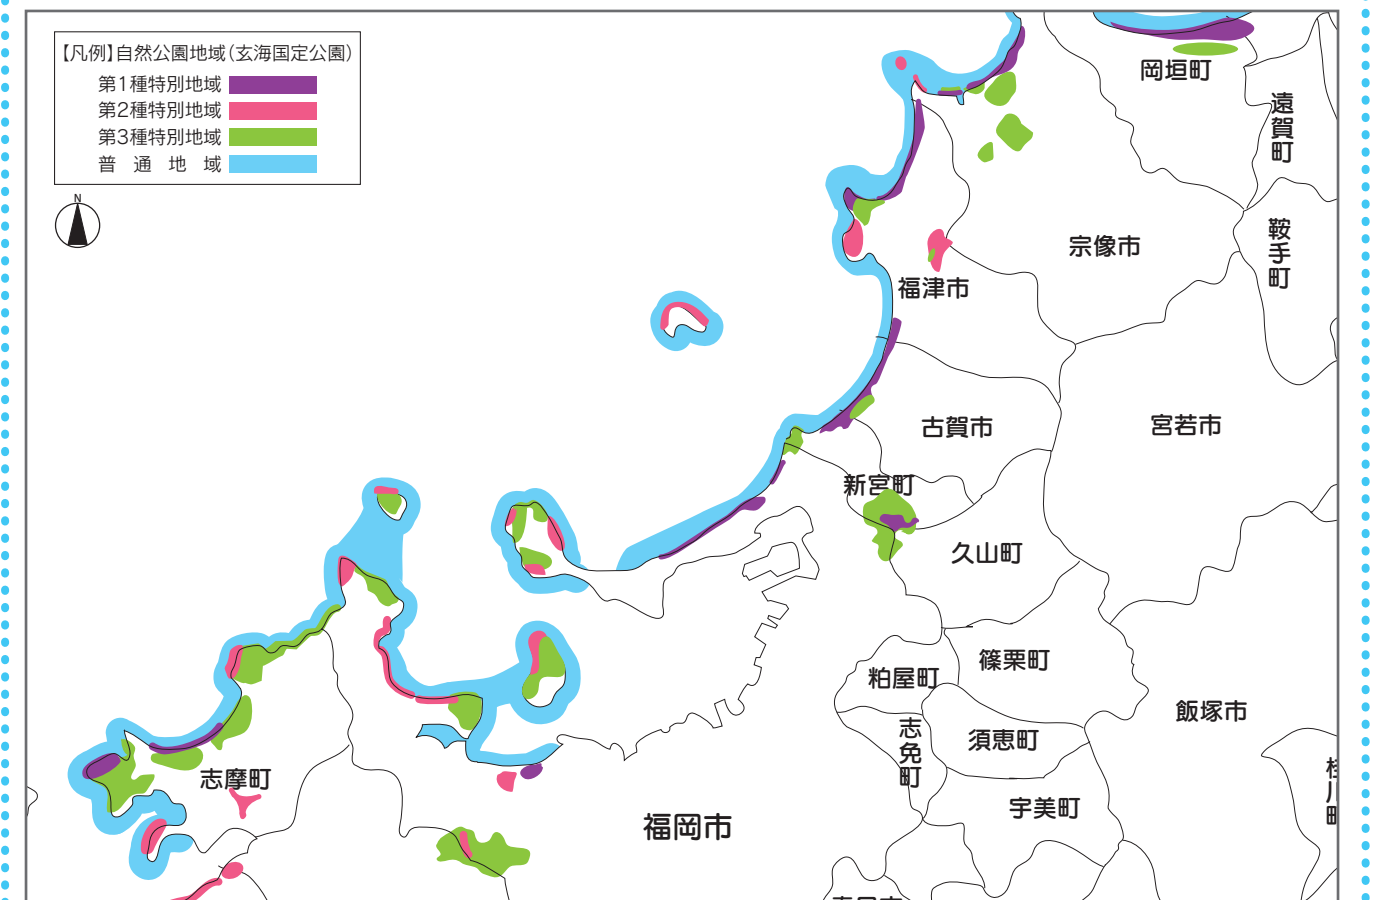 【凡例】自然公園地域(玄海国定公園)
第1種特別地域
第2種特別地域
第3種特別地域
普通地域
N
岡垣町
遠賀町
鞍手町
宗像市
福津市
古賀市
宮若市
新宮町
久山町
篠栗町
粕屋町
飯塚市
志免町
須恵町
志摩町
宇美町
福岡市
桂川町